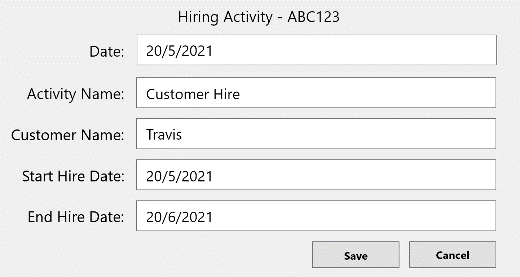 Hiring Activity - ABC123
Date: 20/5/2021
Activity Name: Customer Hire
Customer Name: Travis
Start Hire Date: 20/5/2021
End Hire Date: 20/6/2021
Save Cancel